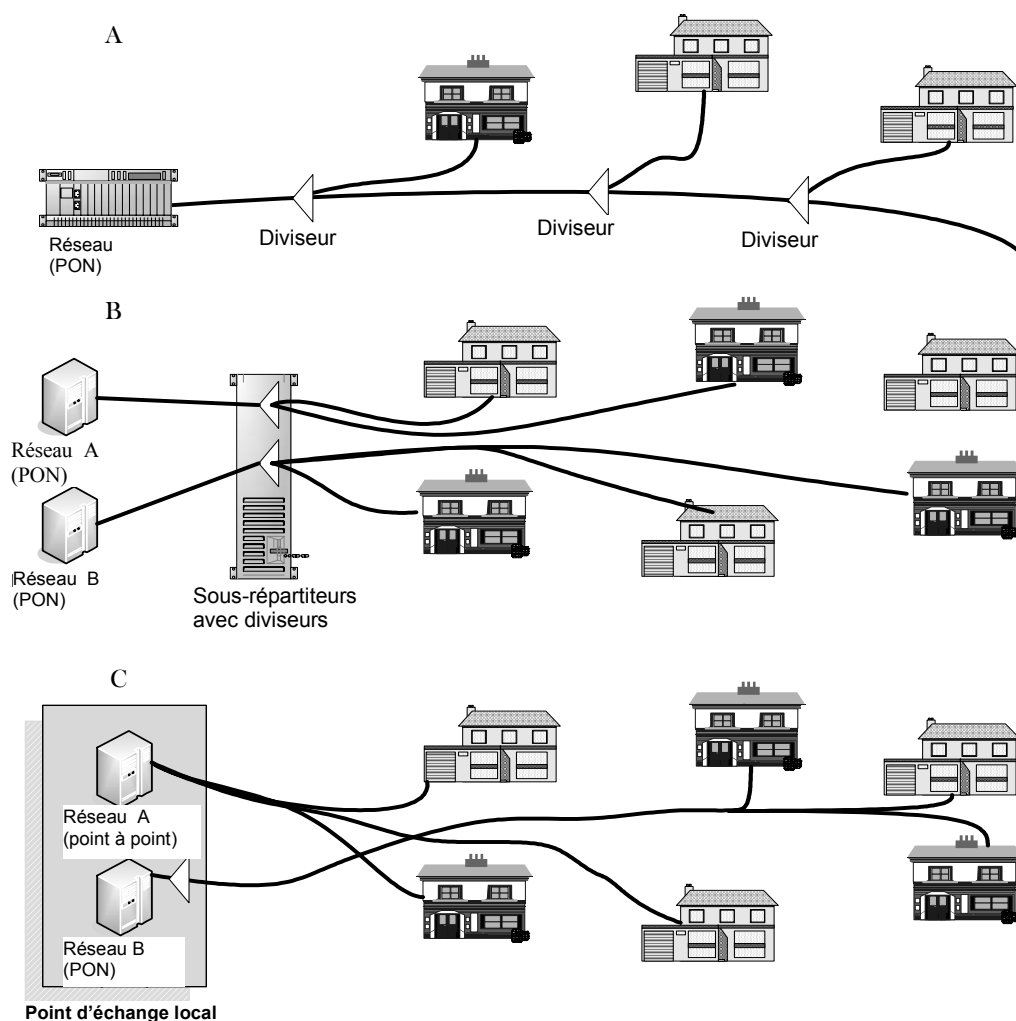 A
Réseau
(PON)
Diviseur
Diviseur
Diviseur
B
Réseau A
(PON)
Réseau B
(PON)
Sous-répartiteurs
avec diviseurs
C
Réseau A
(point à point)
Réseau B
(PON)
Point d'échange local